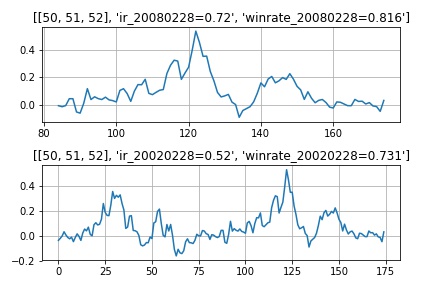 [[50, 51, 52], 'ir_20080228=0.72', 'winrate_20080228=0.816']
0.4
0.2
0.0
80 100 120 140 160
[[50, 51, 52], 'ir_20020228=0.52', 'winrate_20020228=0.731']
0.4
0.2
0.0
−0.2
0 25 50 75 100 125 150 175